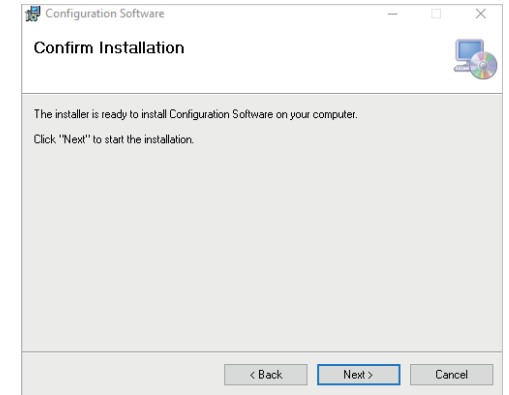 Configuration Software
Confirm Installation
The installer is ready to install Configuration Software on your computer.
Click "Next" to start the installation.
< Back
Next >
Cancel